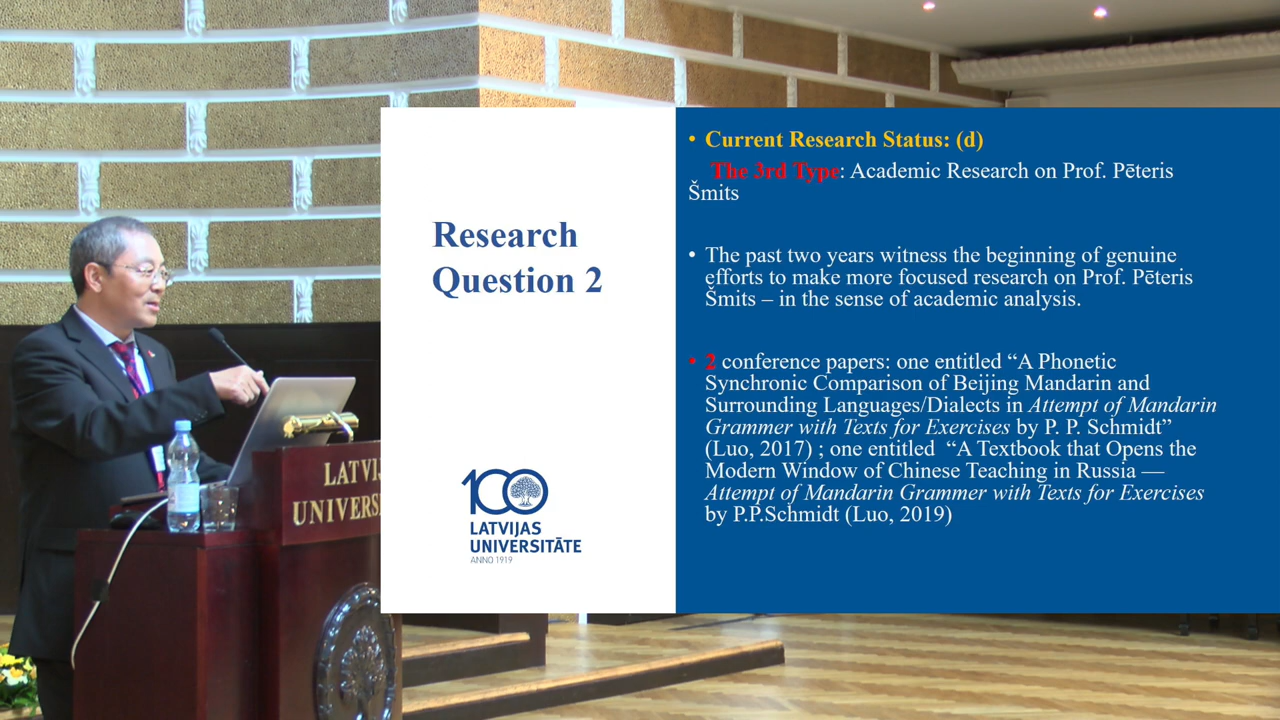 Research
Question 2
100
LATVIJAS
UNIVERSITĀTE
ANNO 1919
• Current Research Status: (d)
The 3rd Type: Academic Research on Prof. Pēteris
Šmits
• The past two years witness the beginning of genuine
efforts to make more focused research on Prof. Pēteris
Šmits – in the sense of academic analysis.
• 2 conference papers: one entitled “A Phonetic
Synchronic Comparison of Beijing Mandarin and
Surrounding Languages/Dialects in Attempt of Mandarin
Grammer with Texts for Exercises by P. P. Schmidt”
(Luo, 2017) ; one entitled “A Textbook that Opens the
Modern Window of Chinese Teaching in Russia —
Attempt of Mandarin Grammer with Texts for Exercises
by P.P.Schmidt (Luo, 2019)
LATVIJ
UNIVERS